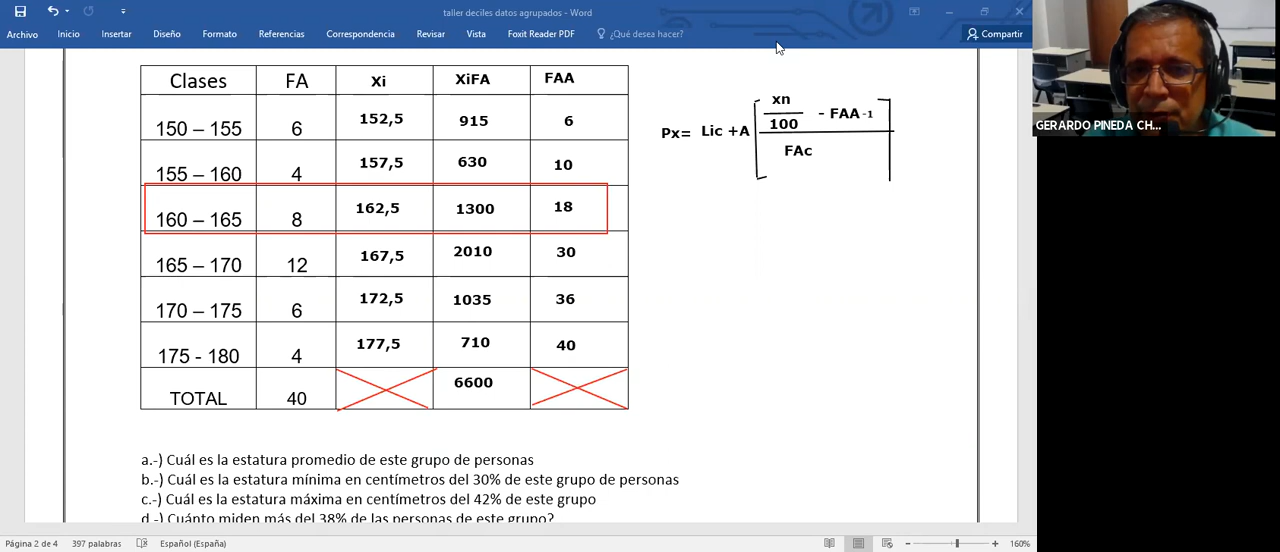 taller deciles datos agrupados - Word
Archivo Inicio Insertar Diseño Formato Referencias Correspondencia Revisar Vista Foxit Reader PDF ¿Qué desea hacer? Compartir
GERARDO PINEDA CH...
Clases FA Xi XiFA FAA
150 – 155 6 152,5 915 6
155 – 160 4 157,5 630 10
160 – 165 8 162,5 1300 18
165 – 170 12 167,5 2010 30
170 – 175 6 172,5 1035 36
175 - 180 4 177,5 710 40
TOTAL 40 6600
xn
Px= Lic +A 100 - FAA-1
FAc
a.-) Cuál es la estatura promedio de este grupo de personas
b.-) Cuál es la estatura mínima en centímetros del 30% de este grupo de personas
c.-) Cuál es la estatura máxima en centímetros del 42% de este grupo
d.-) Cuánto miden más del 38% de las personas de este grupo?
Página 2 de 4 397 palabras Español (España) 160%